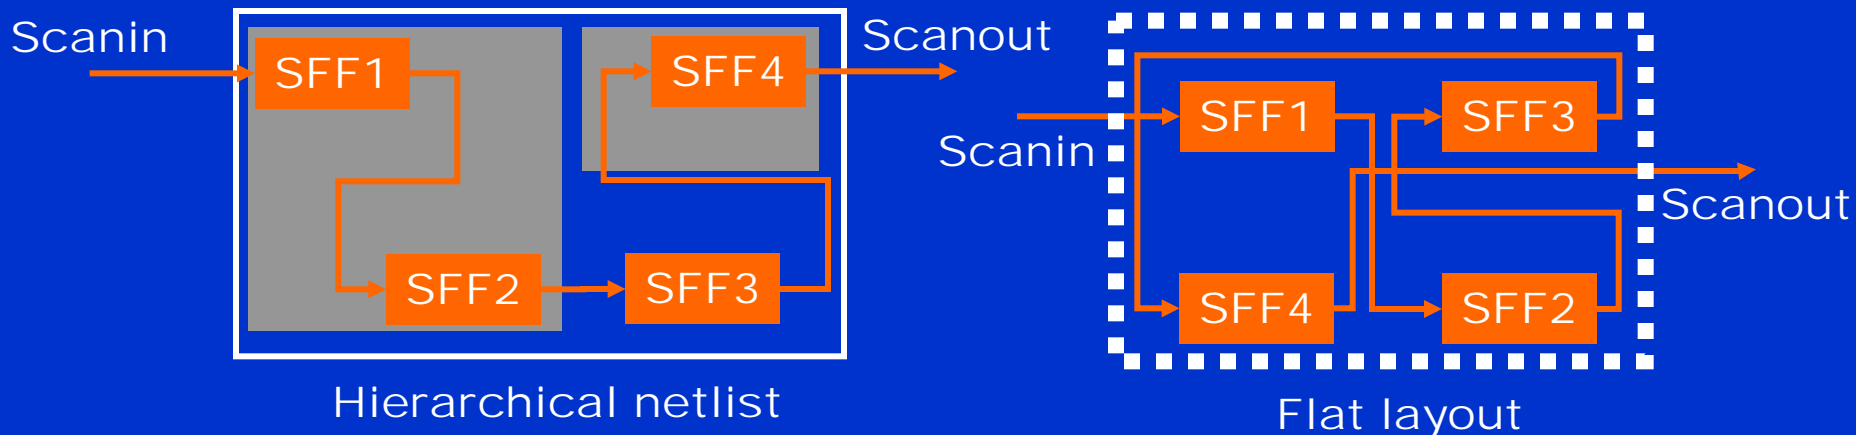 Scanin
SFF1
SFF4
Scanout
SFF2
SFF3
Hierarchical netlist
Scanin
SFF1
SFF3
Scanout
SFF4
SFF2
Flat layout